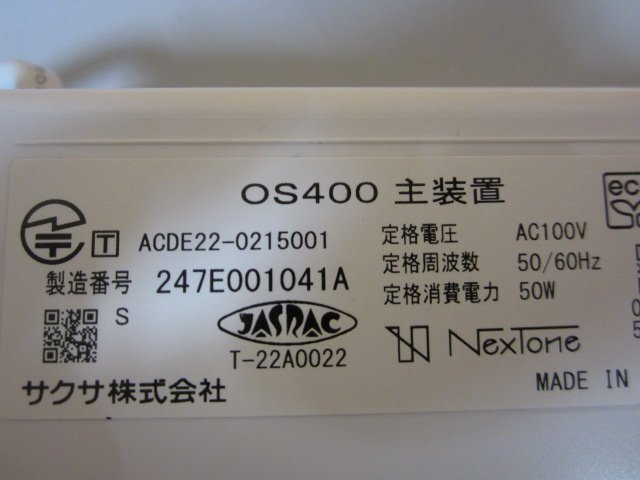 OS400 主装置
T ACDE22-0215001
製造番号 247E001041A
S
JASRAC
T-22A0022
サクサ株式会社
定格電圧 AC100V
定格周波数 50/60Hz
定格消費電力 50W
NexTone
MADE IN
ec